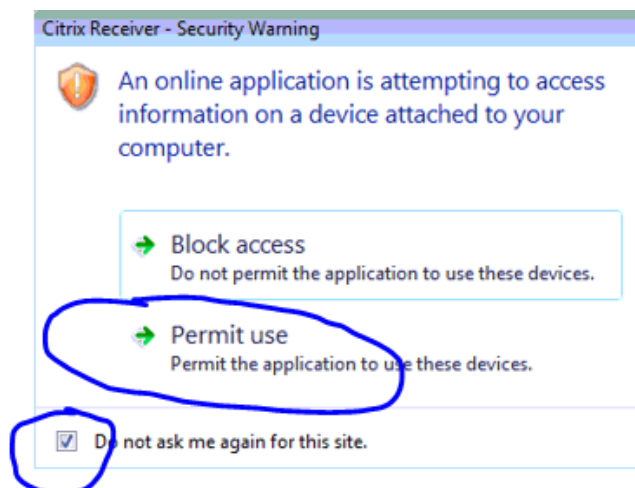 Citrix Receiver - Security Warning
An online application is attempting to access
information on a device attached to your
computer.
Block access
Do not permit the application to use these devices.
Permit use
Permit the application to use these devices.
Do not ask me again for this site.